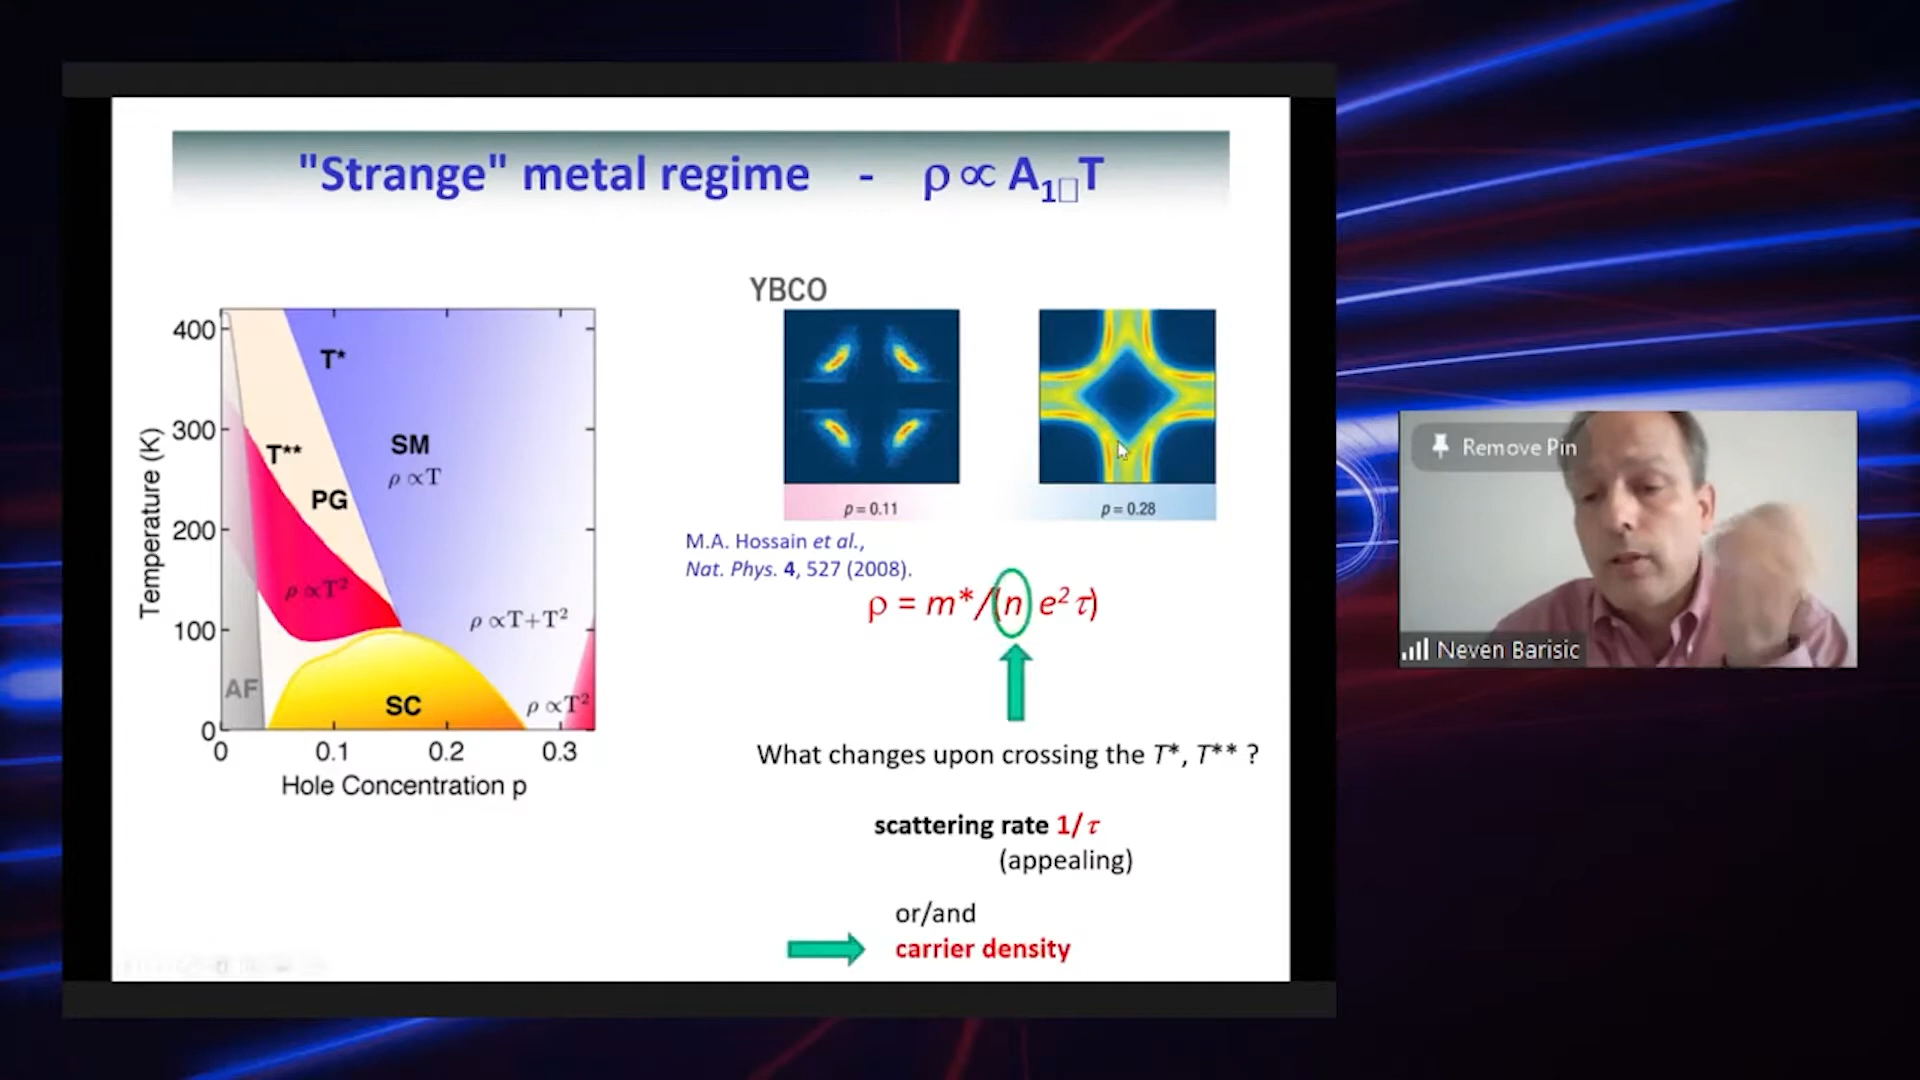 "Strange" metal regime - ρ ∝ A₁□T
400
300
200
100
0
Temperature (K)
T*
T**
SM
ρ ∝T
PG
ρ ∝T²
ρ ∝T+T²
AF
SC
ρ ∝T²
0
0.1
0.2
0.3
Hole Concentration p
YBCO
p = 0.11
p = 0.28
M.A. Hossain et al.,
Nat. Phys. 4, 527 (2008).
ρ = m*/(n e² τ)
What changes upon crossing the T*, T** ?
scattering rate 1/τ
(appealing)
or/and
carrier density
Remove Pin
Neven Barisic